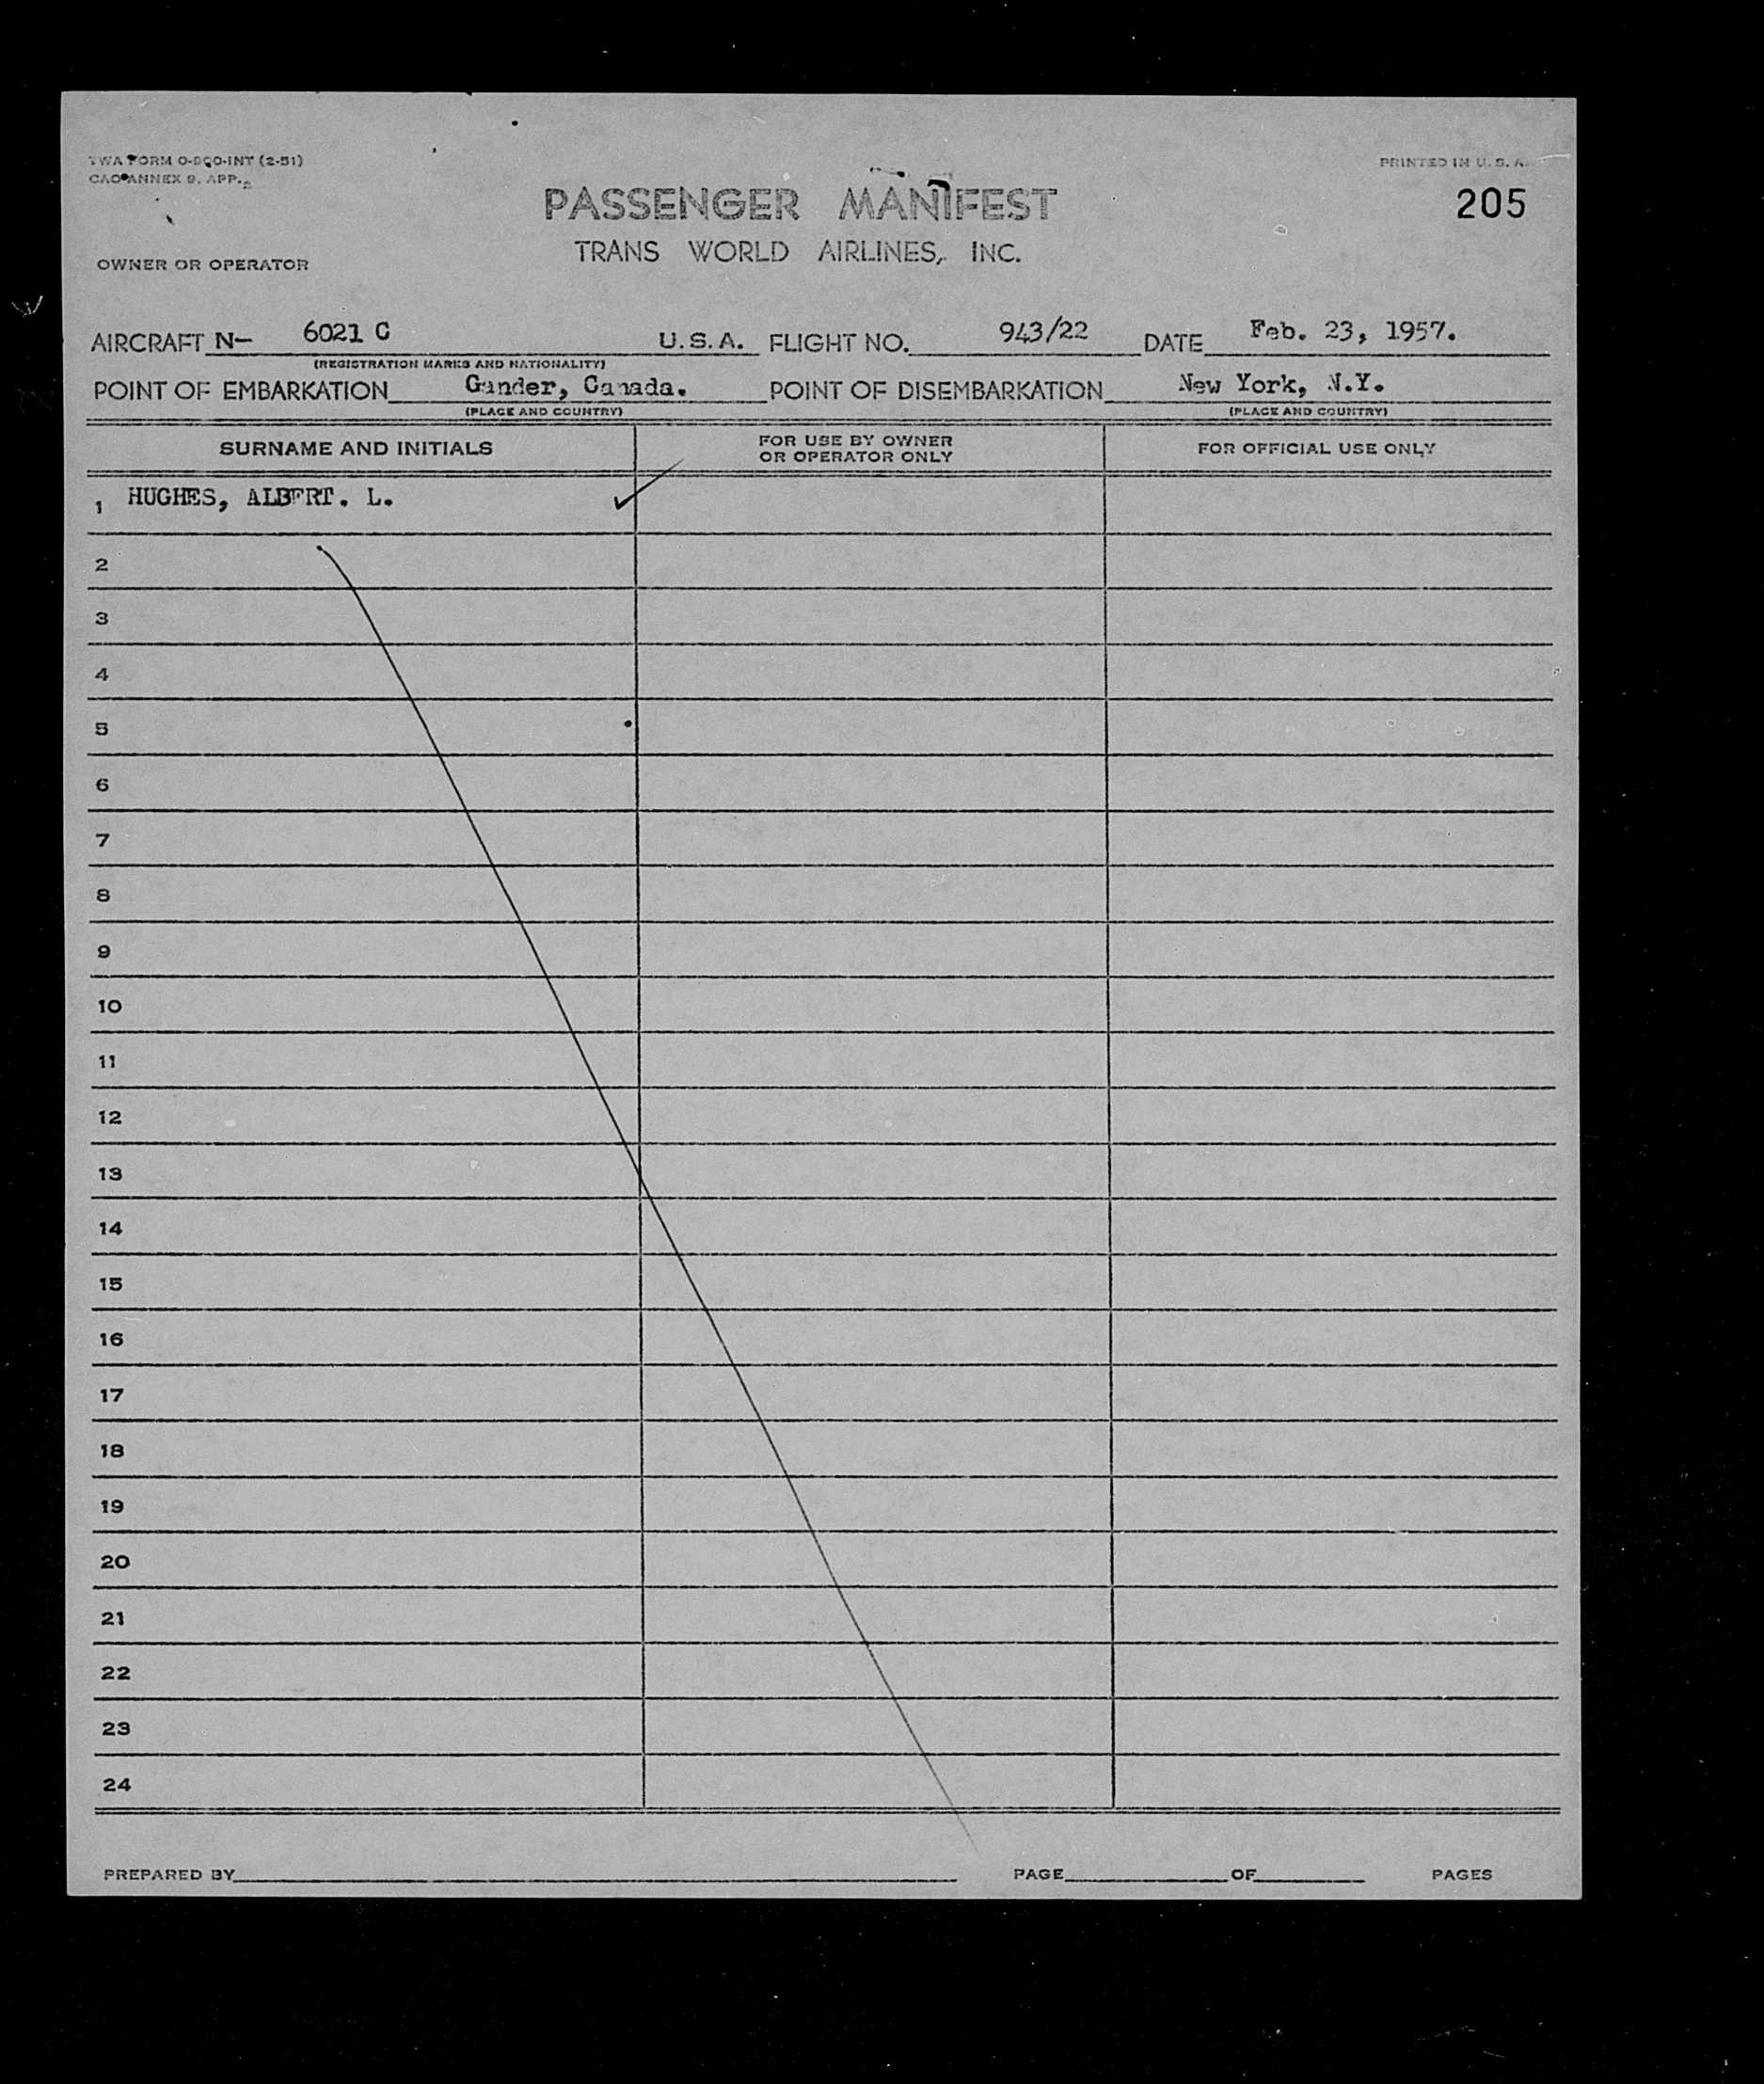 TWA FORM O-800-INT (2-51)
PRINTED IN U. S. A.
CAO ANNEX 9, APP.
PASSENGER MANIFEST
205
TRANS WORLD AIRLINES, INC.
OWNER OR OPERATOR
AIRCRAFT N— 6021 C U.S.A. FLIGHT NO. 943/22 DATE Feb. 23, 1957.
(REGISTRATION MARKS AND NATIONALITY)
POINT OF EMBARKATION Gander, Canada. POINT OF DISEMBARKATION New York, N.Y.
(PLACE AND COUNTRY) (PLACE AND COUNTRY)
SURNAME AND INITIALS FOR USE BY OWNER OR OPERATOR ONLY FOR OFFICIAL USE ONLY
1 HUGHES, ALBERT. L.
2
3
4
5
6
7
8
9
10
11
12
13
14
15
16
17
18
19
20
21
22
23
24
PREPARED BY PAGE OF PAGES